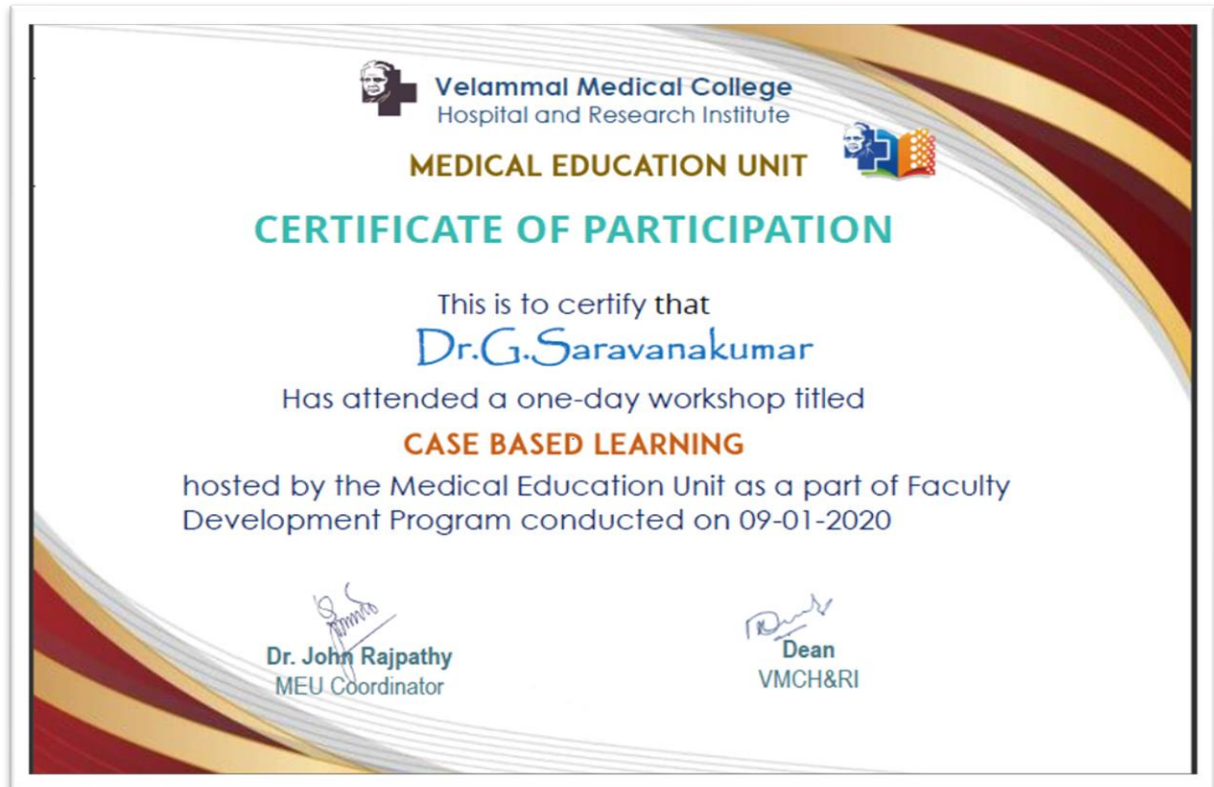 Velammal Medical College
Hospital and Research Institute
MEDICAL EDUCATION UNIT
CERTIFICATE OF PARTICIPATION
This is to certify that
Dr.G.Saravanakumar
Has attended a one-day workshop titled
CASE BASED LEARNING
hosted by the Medical Education Unit as a part of Faculty
Development Program conducted on 09-01-2020
Dr. John Rajpathy
MEU Coordinator
Dean
VMCH&RI